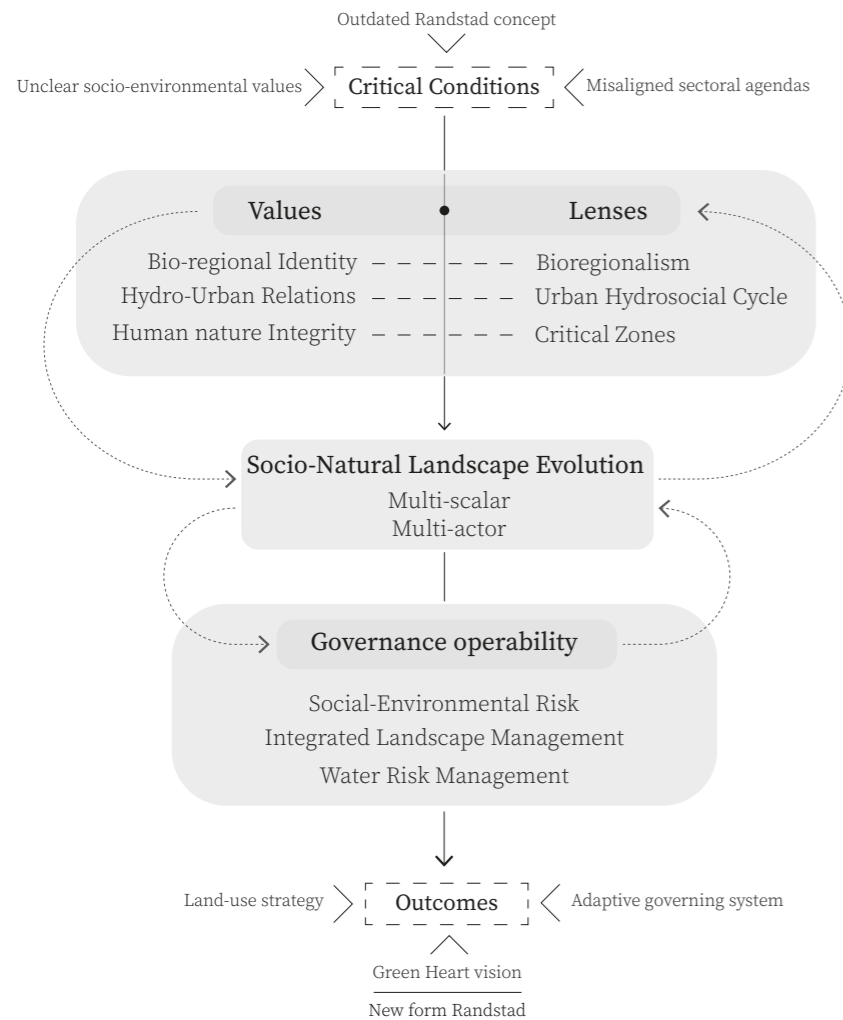 Outdated Randstad concept
Unclear socio-environmental values
Critical Conditions
Misaligned sectoral agendas
Values
Lenses
Bio-regional Identity
Bioregionalism
Hydro-Urban Relations
Urban Hydrosocial Cycle
Human nature Integrity
Critical Zones
Socio-Natural Landscape Evolution
Multi-scalar
Multi-actor
Governance operability
Social-Environmental Risk
Integrated Landscape Management
Water Risk Management
Land-use strategy
Outcomes
Adaptive governing system
Green Heart vision
New form Randstad